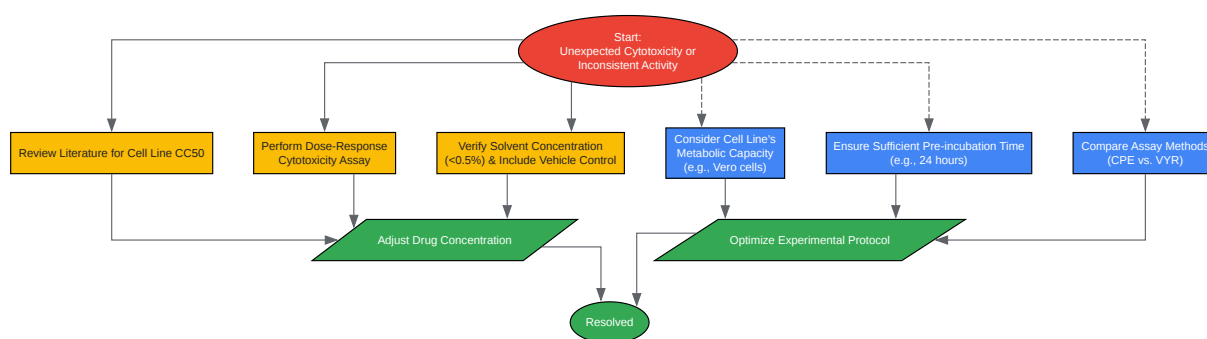 Start:
Unexpected Cytotoxicity or
Inconsistent Activity
Review Literature for Cell Line CC50
Perform Dose-Response
Cytotoxicity Assay
Verify Solvent Concentration
(<0.5%) & Include Vehicle Control
Consider Cell Line's
Metabolic Capacity
(e.g., Vero cells)
Ensure Sufficient Pre-incubation Time
(e.g., 24 hours)
Compare Assay Methods
(CPE vs. VYR)
Adjust Drug Concentration
Optimize Experimental Protocol
Resolved